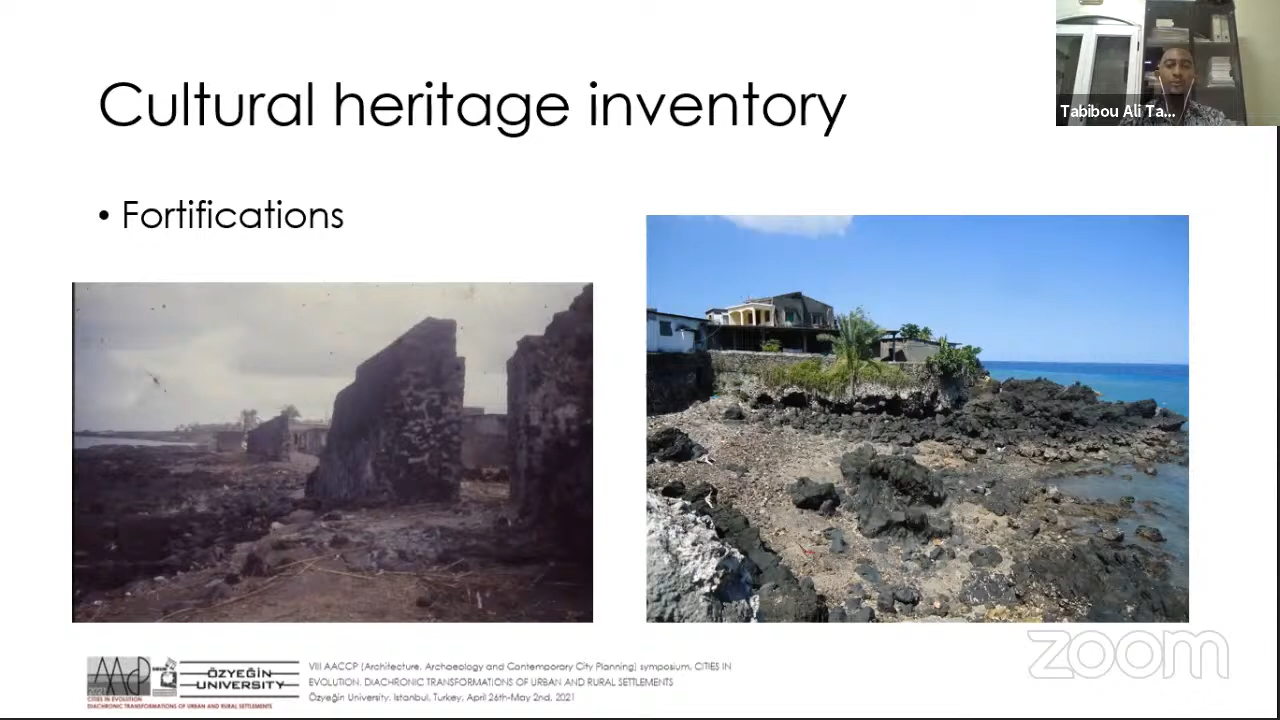 Cultural heritage inventory
Tabibou Ali Ta...
• Fortifications
zoom
AACP
2021
CITIES IN EVOLUTION
DIACHRONIC TRANSFORMATIONS OF URBAN AND RURAL SETTLEMENTS
ÖZYEĞİN
UNIVERSITY
VIII AACCP (Architecture, Archaeology and Contemporary City Planning) symposium, CITIES IN
EVOLUTION. DIACHRONIC TRANSFORMATIONS OF URBAN AND RURAL SETTLEMENTS
Özyeğin University, Istanbul, Turkey, April 26th-May 2nd, 2021